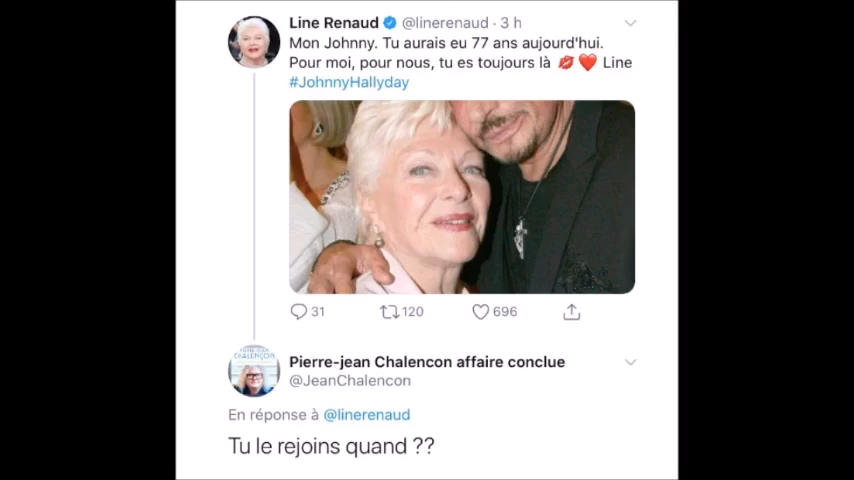 Line Renaud @linerenaud · 3 h
Mon Johnny. Tu aurais eu 77 ans aujourd'hui.
Pour moi, pour nous, tu es toujours là 💋❤️ Line
#JohnnyHallyday
31 120 696
CHALENÇON
Pierre-jean Chalencon affaire conclue
@JeanChalencon
En réponse à @linerenaud
Tu le rejoins quand ??